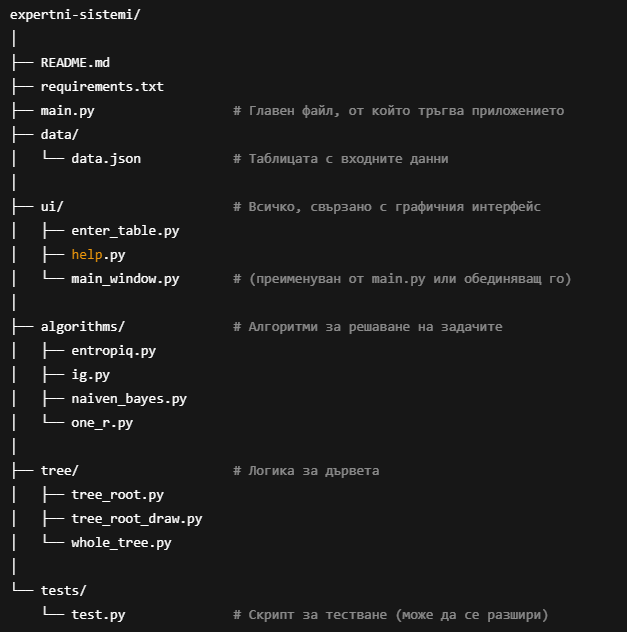 expertni-sistemi/
│
├── README.md
├── requirements.txt
├── main.py                  # Главен файл, от който тръгва приложението
├── data/
│   └── data.json            # Таблицата с входните данни
│
├── ui/                      # Всичко, свързано с графичния интерфейс
│   ├── enter_table.py
│   ├── help.py
│   └── main_window.py       # (преименуван от main.py или обединяващ го)
│
├── algorithms/              # Алгоритми за решаване на задачите
│   ├── entropiq.py
│   ├── ig.py
│   ├── naiven_bayes.py
│   └── one_r.py
│
├── tree/                    # Логика за дървета
│   ├── tree_root.py
│   ├── tree_root_draw.py
│   └── whole_tree.py
│
└── tests/
    └── test.py              # Скрипт за тестване (може да се разшири)